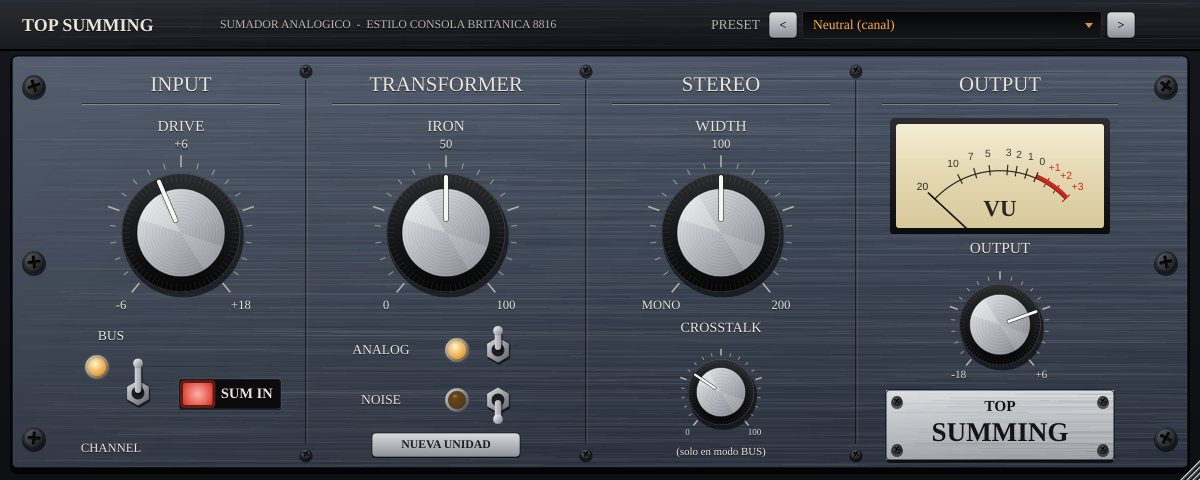 TOP SUMMING
SUMADOR ANALOGICO - ESTILO CONSOLA BRITANICA 8816
PRESET < Neutral (canal) >
INPUT
DRIVE
+6
-6 +18
BUS
SUM IN
CHANNEL
TRANSFORMER
IRON
50
0 100
ANALOG
NOISE
NUEVA UNIDAD
STEREO
WIDTH
100
MONO 200
CROSSTALK
0 100
(solo en modo BUS)
OUTPUT
20 10 7 5 3 2 1 0 +1 +2 +3
VU
OUTPUT
-18 +6
TOP
SUMMING